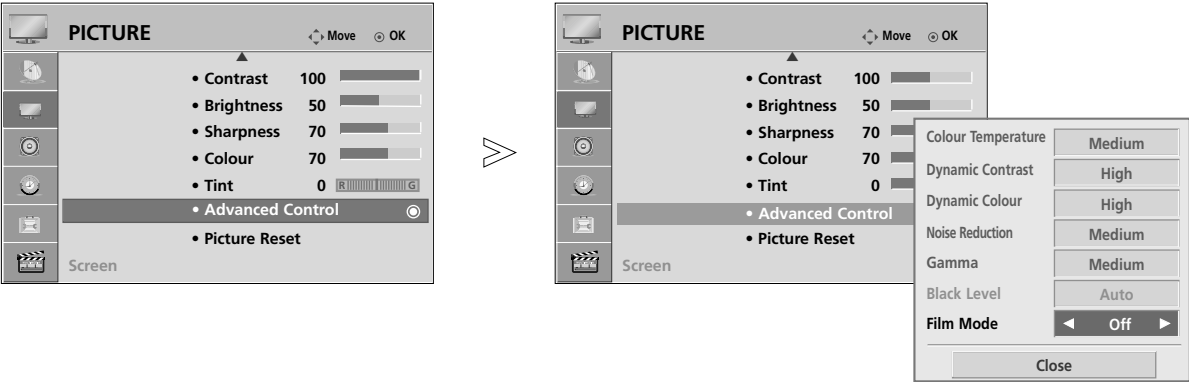 PICTURE Move OK
• Contrast 100
• Brightness 50
• Sharpness 70
• Colour 70
• Tint 0 R G
• Advanced Control
• Picture Reset
Screen
>
PICTURE Move OK
• Contrast 100
• Brightness 50
• Sharpness 70
• Colour 70
• Tint 0
• Advanced Control
• Picture Reset
Screen
Colour Temperature Medium
Dynamic Contrast High
Dynamic Colour High
Noise Reduction Medium
Gamma Medium
Black Level Auto
Film Mode ◀ Off ▶
Close